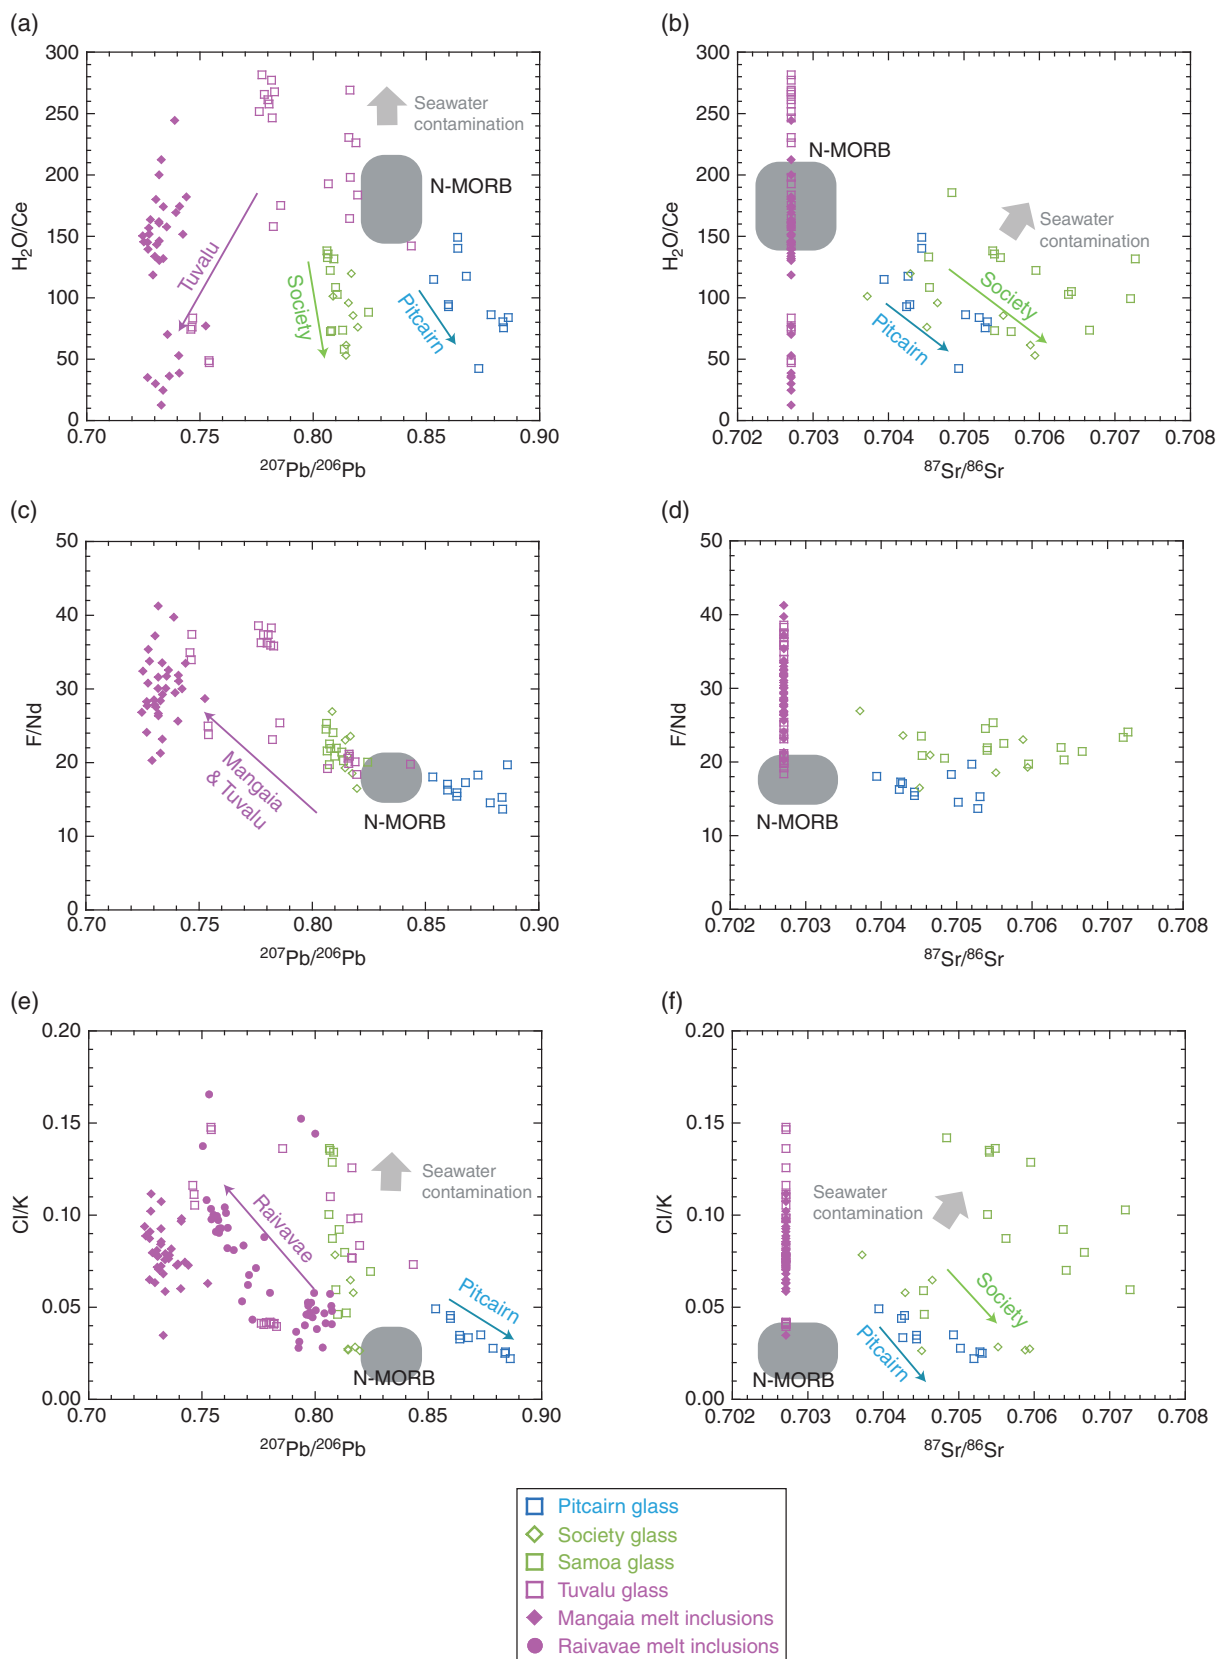 (a)
300
250
200
150
100
50
0
H₂O/Ce
0.70
0.75
0.80
0.85
0.90
²⁰⁷Pb/²⁰⁶Pb
Seawater
contamination
N-MORB
Tuvalu
Society
Pitcairn
(b)
300
250
200
150
100
50
0
H₂O/Ce
0.702
0.703
0.704
0.705
0.706
0.707
0.708
⁸⁷Sr/⁸⁶Sr
N-MORB
Seawater
contamination
Society
Pitcairn
(c)
50
40
30
20
10
0
F/Nd
0.70
0.75
0.80
0.85
0.90
²⁰⁷Pb/²⁰⁶Pb
Mangaia
& Tuvalu
N-MORB
(d)
50
40
30
20
10
0
F/Nd
0.702
0.703
0.704
0.705
0.706
0.707
0.708
⁸⁷Sr/⁸⁶Sr
N-MORB
(e)
0.20
0.15
0.10
0.05
0.00
Cl/K
0.70
0.75
0.80
0.85
0.90
²⁰⁷Pb/²⁰⁶Pb
Seawater
contamination
Raivavae
Pitcairn
N-MORB
(f)
0.20
0.15
0.10
0.05
0.00
Cl/K
0.702
0.703
0.704
0.705
0.706
0.707
0.708
⁸⁷Sr/⁸⁶Sr
Seawater
contamination
Society
Pitcairn
N-MORB
Pitcairn glass
Society glass
Samoa glass
Tuvalu glass
Mangaia melt inclusions
Raivavae melt inclusions